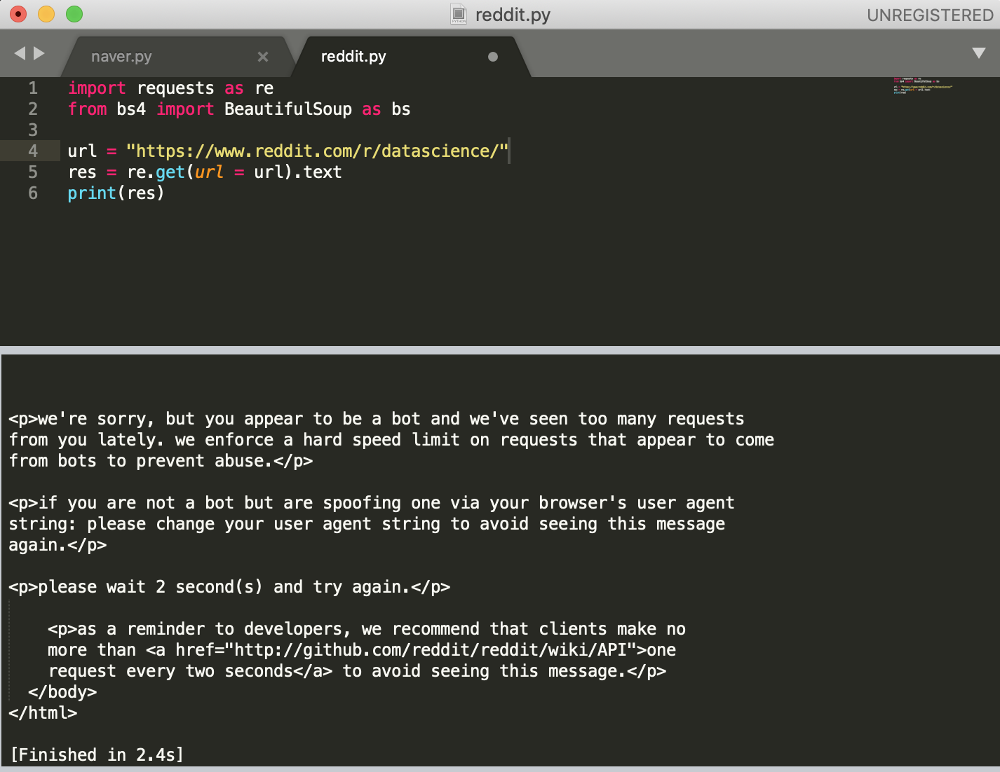 reddit.py
UNREGISTERED
naver.py
reddit.py
1 import requests as re
2 from bs4 import BeautifulSoup as bs
3
4 url = "https://www.reddit.com/r/datascience/"
5 res = re.get(url = url).text
6 print(res)
<p>we're sorry, but you appear to be a bot and we've seen too many requests
from you lately. we enforce a hard speed limit on requests that appear to come
from bots to prevent abuse.</p>
<p>if you are not a bot but are spoofing one via your browser's user agent
string: please change your user agent string to avoid seeing this message
again.</p>
<p>please wait 2 second(s) and try again.</p>
<p>as a reminder to developers, we recommend that clients make no
more than <a href="http://github.com/reddit/reddit/wiki/API">one
request every two seconds</a> to avoid seeing this message.</p>
</body>
</html>
[Finished in 2.4s]